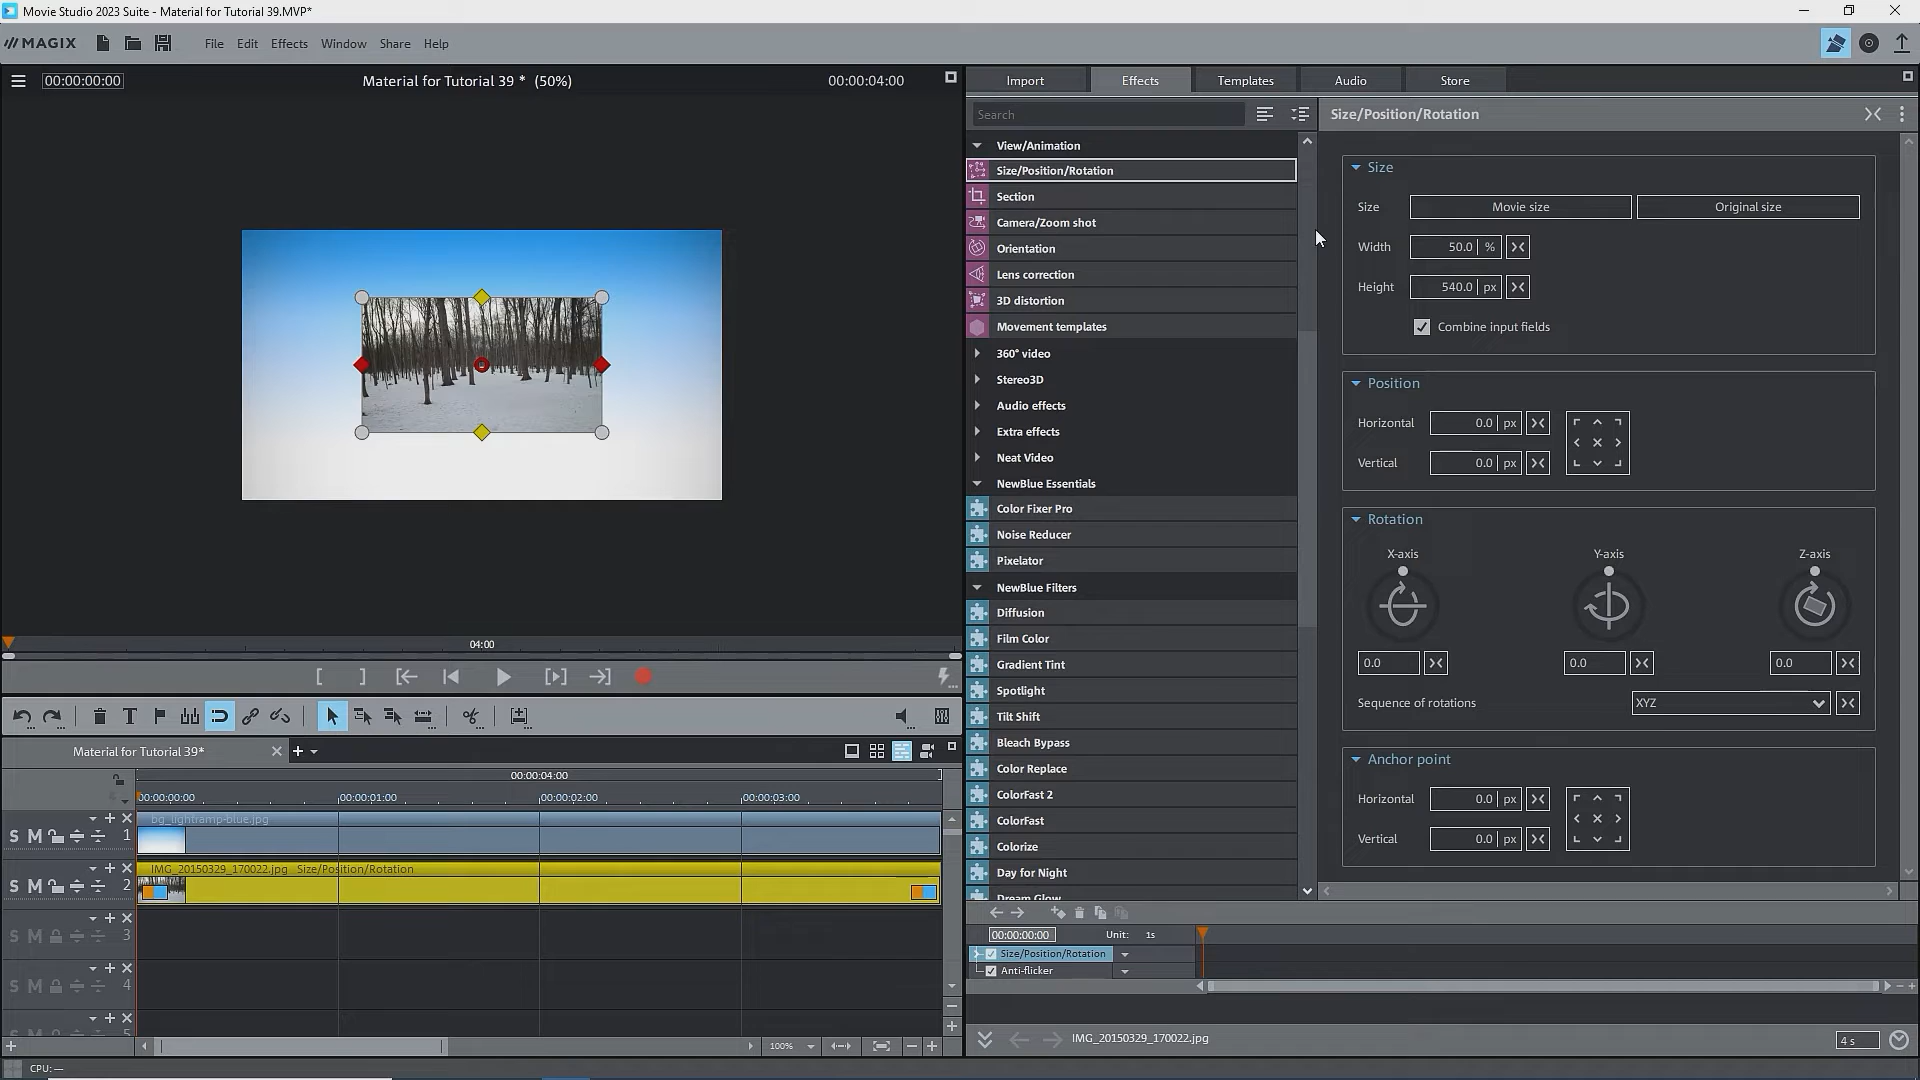 Movie Studio 2023 Suite - Material for Tutorial 39.MVP*
MAGIX File Edit Effects Window Share Help
00:00:00:00 Material for Tutorial 39 * (50%) 00:00:04:00
Import Effects Templates Audio Store
Search
View/Animation
Size/Position/Rotation
Section
Camera/Zoom shot
Orientation
Lens correction
3D distortion
Movement templates
360° video
Stereo3D
Audio effects
Extra effects
Neat Video
NewBlue Essentials
Color Fixer Pro
Noise Reducer
Pixelator
NewBlue Filters
Diffusion
Film Color
Gradient Tint
Spotlight
Tilt Shift
Bleach Bypass
Color Replace
ColorFast 2
ColorFast
Colorize
Day for Night
Dream Glow
Size/Position/Rotation
Size
Size Movie size Original size
Width 50.0 %
Height 540.0 px
Combine input fields
Position
Horizontal 0.0 px
Vertical 0.0 px
Rotation
X-axis Y-axis Z-axis
0.0 0.0 0.0
Sequence of rotations XYZ
Anchor point
Horizontal 0.0 px
Vertical 0.0 px
04:00
Material for Tutorial 39*
00:00:04:00
00:00:00:00 00:00:01:00 00:00:02:00 00:00:03:00
bg_lightramp-blue.jpg
S M 1
IMG_20150329_170022.jpg Size/Position/Rotation
S M 2
S M 3
S M 4
5
100%
CPU: —
00:00:00:00 Unit: 1s
Size/Position/Rotation
Anti-flicker
IMG_20150329_170022.jpg 4 s